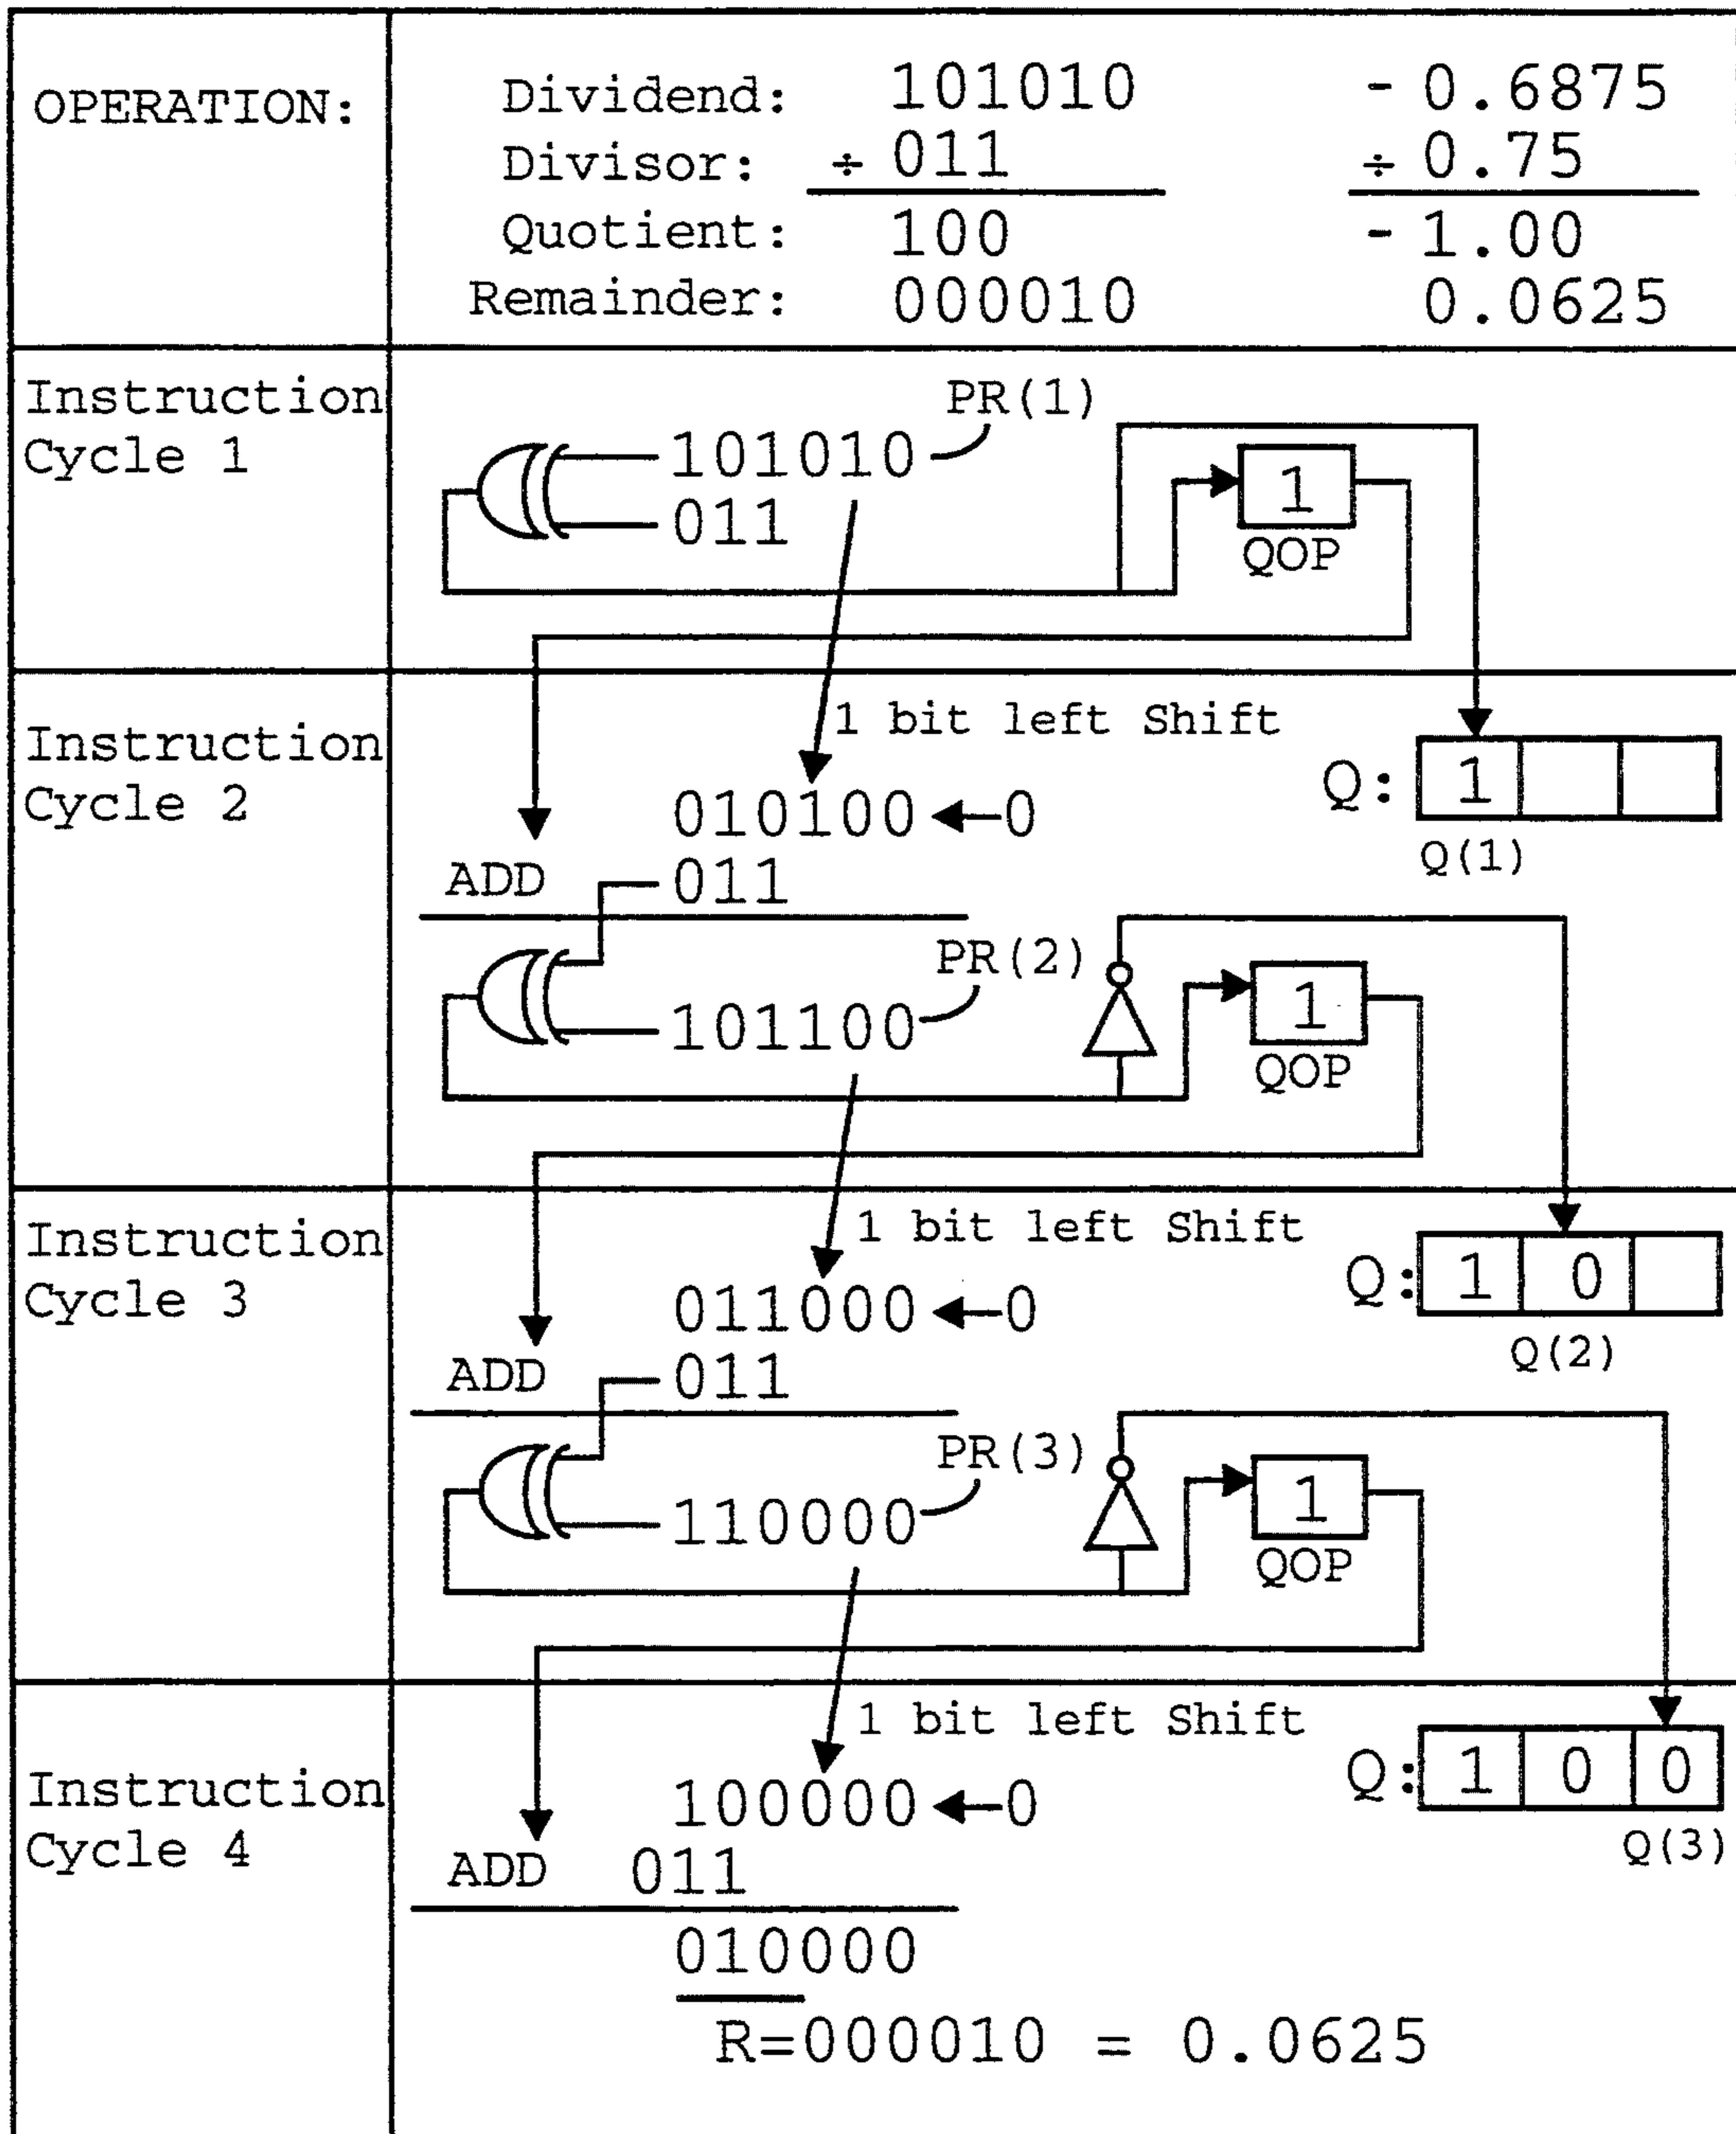 OPERATION:
Dividend: 101010 - 0.6875
Divisor: ÷ 011 ÷ 0.75
Quotient: 100 - 1.00
Remainder: 000010 0.0625
Instruction
Cycle 1
PR(1)
101010
011
1
QOP
Instruction
Cycle 2
1 bit left Shift
010100 0
ADD 011
Q: 1
Q(1)
PR(2)
101100
1
QOP
Instruction
Cycle 3
1 bit left Shift
011000 0
ADD 011
Q: 1 0
Q(2)
PR(3)
110000
1
QOP
Instruction
Cycle 4
1 bit left Shift
100000 0
ADD 011
Q: 1 0 0
Q(3)
010000
R=000010 = 0.0625